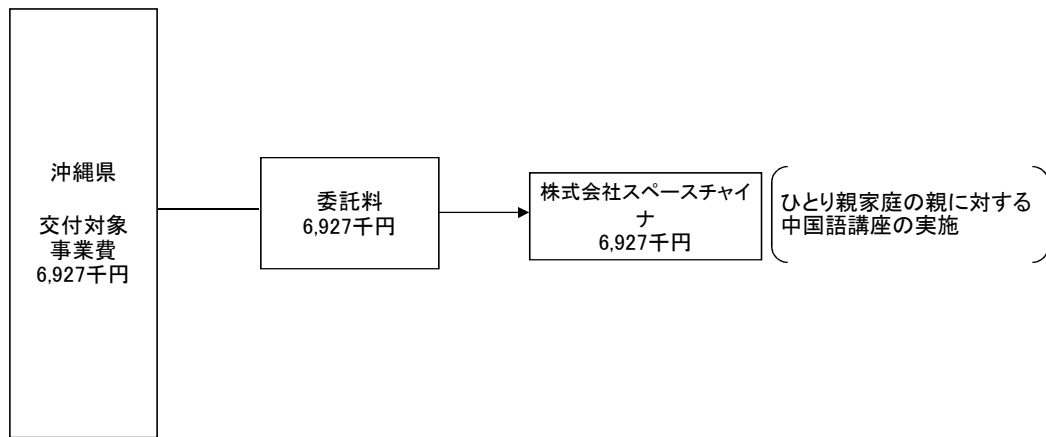 沖縄県
交付対象
事業費
6,927千円
委託料
6,927千円
株式会社スペースチャイ
ナ
6,927千円
ひとり親家庭の親に対する
中国語講座の実施